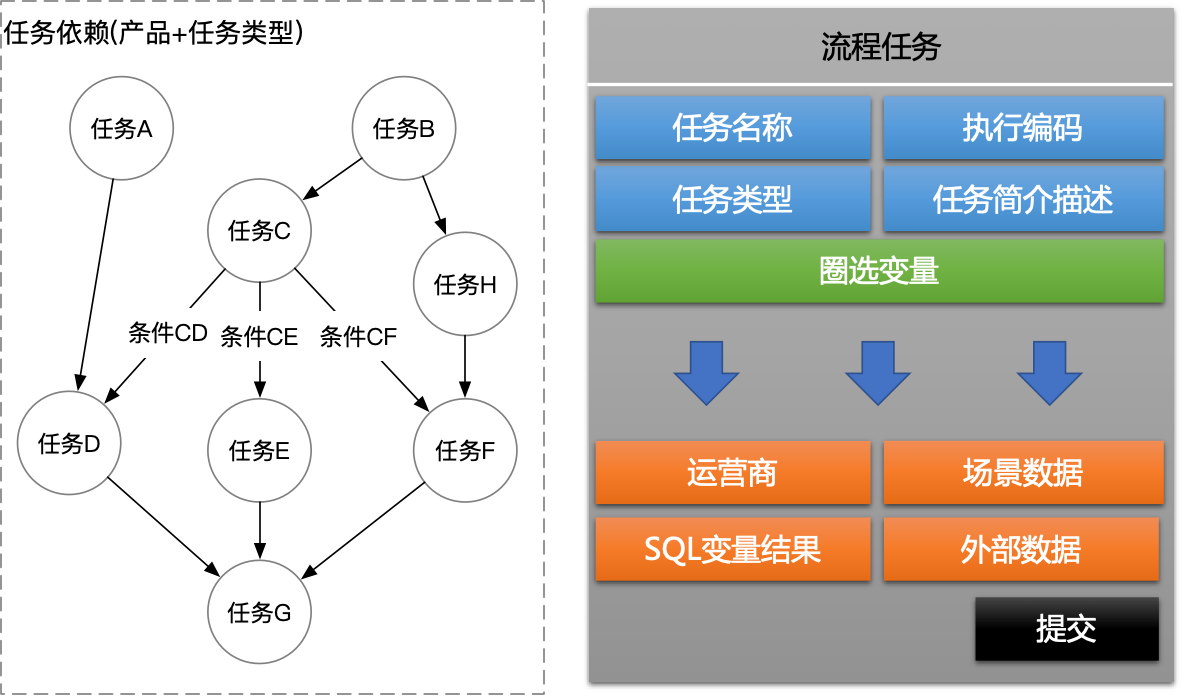 任务依赖(产品+任务类型)
任务A
任务B
任务C
任务H
条件CD
条件CE
条件CF
任务D
任务E
任务F
任务G
流程任务
任务名称
执行编码
任务类型
任务简介描述
圈选变量
运营商
场景数据
SQL变量结果
外部数据
提交